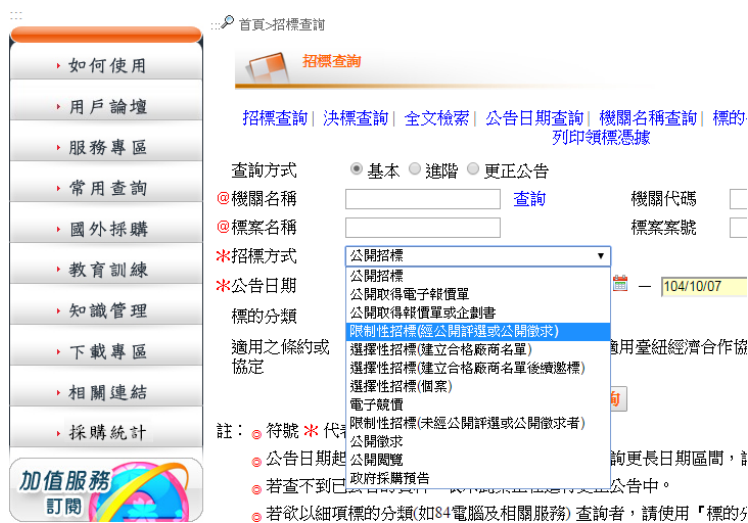 首頁>招標查詢
如何使用
用戶論壇
服務專區
常用查詢
國外採購
教育訓練
知識管理
下載專區
相關連結
採購統計
加值服務
訂閱
招標查詢
招標查詢| 決標查詢| 全文檢索| 公告日期查詢| 機關名稱查詢| 標的
列印領標憑據
查詢方式 基本 進階 更正公告
@機關名稱 查詢 機關代碼
@標案名稱 標案案號
※招標方式 公開招標
公開招標
公開取得電子報價單
公開取得報價單或企劃書
限制性招標(經公開評選或公開徵求)
選擇性招標(建立合格廠商名單)
選擇性招標(建立合格廠商名單後續邀標)
選擇性招標(個案)
電子競價
限制性招標(未經公開評選或公開徵求者)
公開徵求
公開閱覽
政府採購預告
※公告日期 – 104/10/07
標的分類
適用之條約或
協定
適用臺紐經濟合作協
註：◎符號 ※ 代
◎公告日期起 詢更長日期區間，
◎若查不到已公告的資料，表示此案正在進行更正公告中。
◎若欲以細項標的分類(如84電腦及相關服務) 查詢者，請使用「標的分